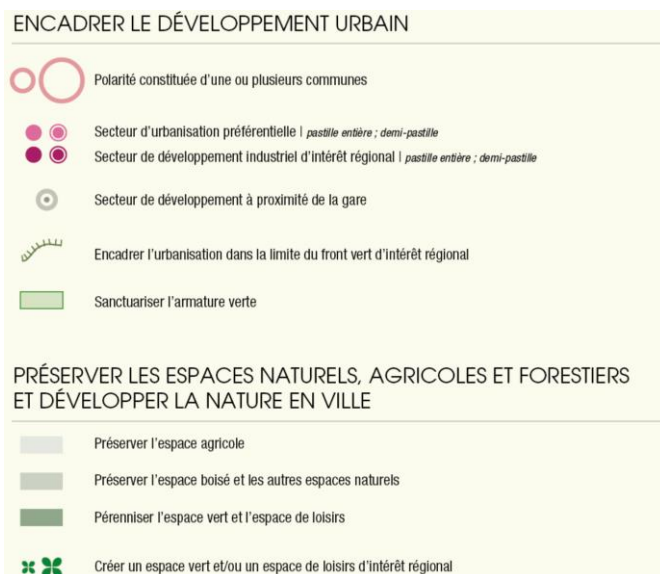 ENCADRER LE DÉVELOPPEMENT URBAIN
Polarité constituée d'une ou plusieurs communes
Secteur d'urbanisation préférentielle | pastille entière ; demi-pastille
Secteur de développement industriel d'intérêt régional | pastille entière ; demi-pastille
Secteur de développement à proximité de la gare
Encadrer l'urbanisation dans la limite du front vert d'intérêt régional
Sanctuariser l'armature verte
PRÉSERVER LES ESPACES NATURELS, AGRICOLES ET FORESTIERS
ET DÉVELOPPER LA NATURE EN VILLE
Préserver l'espace agricole
Préserver l'espace boisé et les autres espaces naturels
Pérenniser l'espace vert et l'espace de loisirs
Créer un espace vert et/ou un espace de loisirs d'intérêt régional